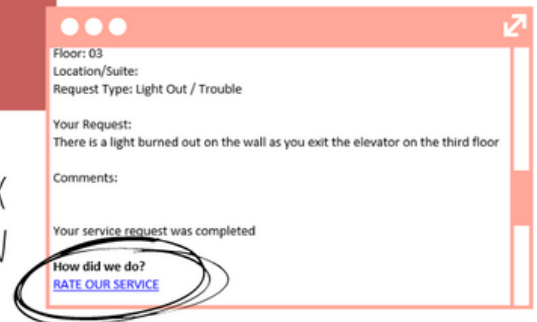 Floor: 03
Location/Suite:
Request Type: Light Out / Trouble
Your Request:
There is a light burned out on the wall as you exit the elevator on the third floor
Comments:
Your service request was completed
How did we do?
RATE OUR SERVICE